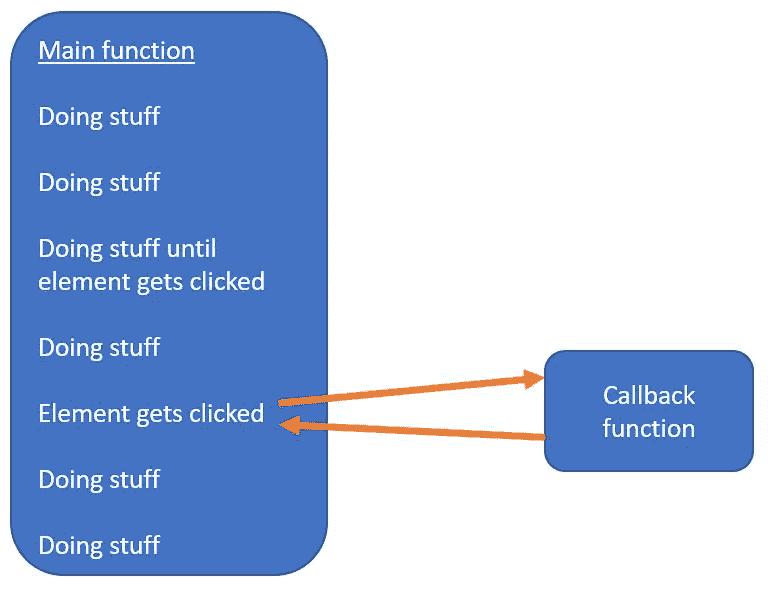 Main function
Doing stuff
Doing stuff
Doing stuff until
element gets clicked
Doing stuff
Element gets clicked
Doing stuff
Doing stuff
Callback
function